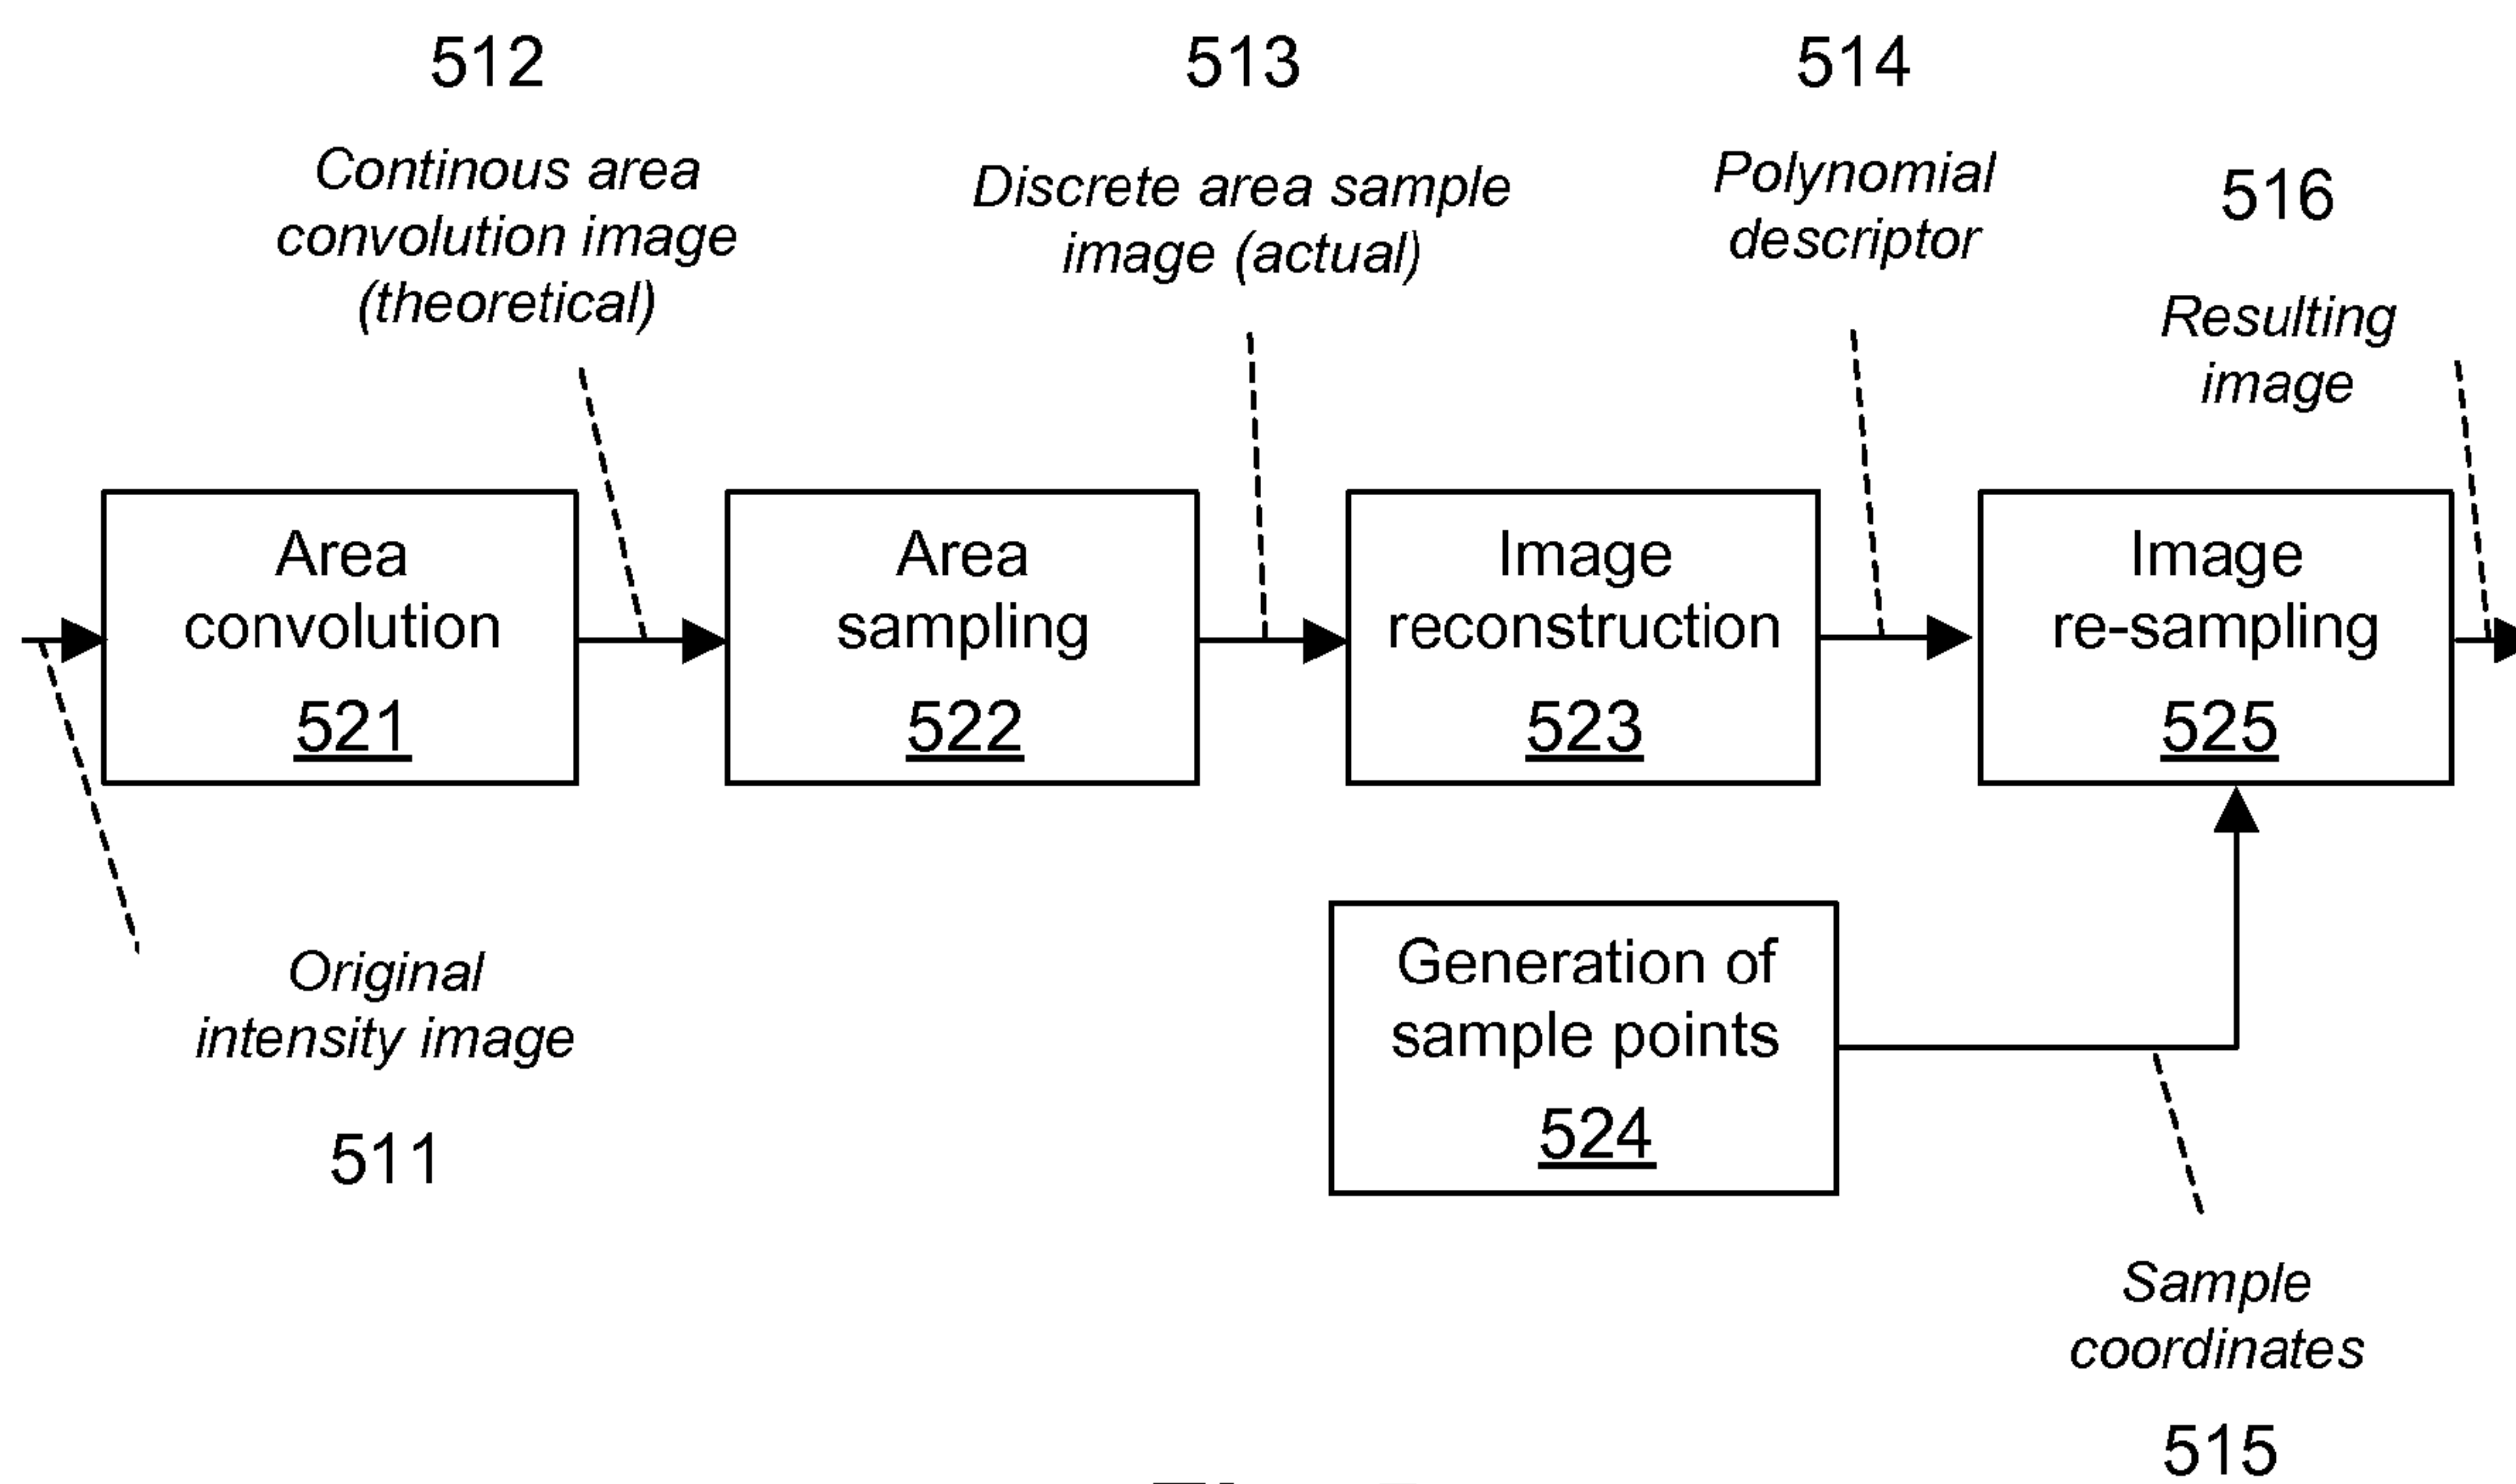 512
Continous area
convolution image
(theoretical)
513
Discrete area sample
image (actual)
514
Polynomial
descriptor
516
Resulting
image
Area
convolution
521
Area
sampling
522
Image
reconstruction
523
Image
re-sampling
525
Original
intensity image
511
Generation of
sample points
524
Sample
coordinates
515